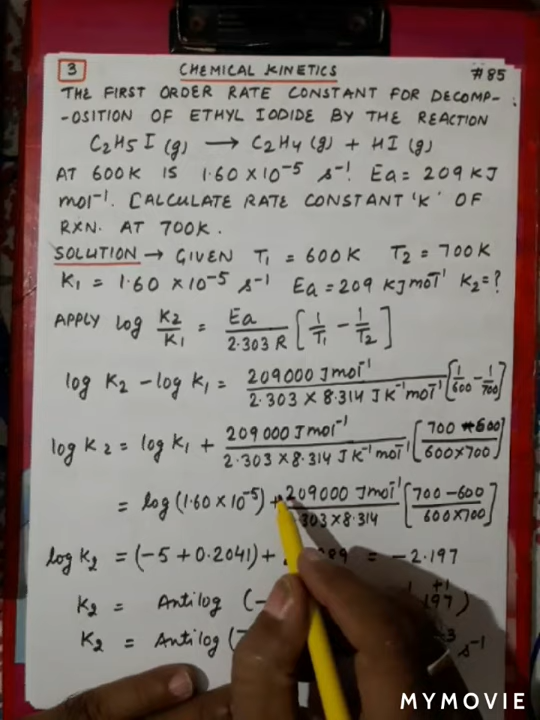 3 CHEMICAL KINETICS #85
THE FIRST ORDER RATE CONSTANT FOR DECOMP-
-OSITION OF ETHYL IODIDE BY THE REACTION
C₂H₅I (g) → C₂H₄ (g) + HI (g)
AT 600K IS 1.60 × 10⁻⁵ s⁻¹. Ea = 209 KJ
mol⁻¹. CALCULATE RATE CONSTANT 'K' OF
RXN. AT 700K.
SOLUTION → GIVEN T₁ = 600K T₂ = 700K
K₁ = 1.60 × 10⁻⁵ s⁻¹ Ea = 209 KJ mol⁻¹ K₂ = ?
APPLY log K₂/K₁ = Ea/2.303 R [1/T₁ - 1/T₂]
log K₂ - log K₁ = 209000 J mol⁻¹/2.303 × 8.314 J K⁻¹ mol⁻¹ [1/600 - 1/700]
log K₂ = log K₁ + 209000 J mol⁻¹/2.303 × 8.314 J K⁻¹ mol⁻¹ [700 - 600/600 × 700]
= log (1.60 × 10⁻⁵) + 209000 J mol⁻¹/.303 × 8.314 [700 - 600/600 × 700]
log K₂ = (-5 + 0.2041) + 89 = -2.197
K₂ = Antilog (- +1 197)
K₂ = Antilog ( ⁻³ s⁻¹
MYMOVIE